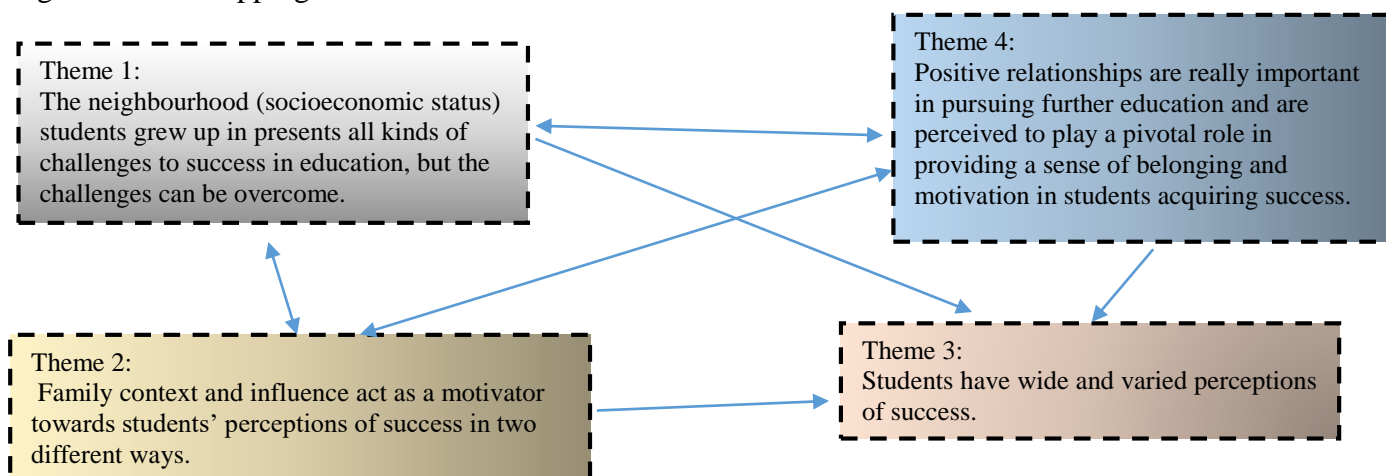 Theme 1:
The neighbourhood (socioeconomic status)
students grew up in presents all kinds of
challenges to success in education, but the
challenges can be overcome.
Theme 4:
Positive relationships are really important
in pursuing further education and are
perceived to play a pivotal role in
providing a sense of belonging and
motivation in students acquiring success.
Theme 2:
Family context and influence act as a motivator
towards students’ perceptions of success in two
different ways.
Theme 3:
Students have wide and varied perceptions
of success.